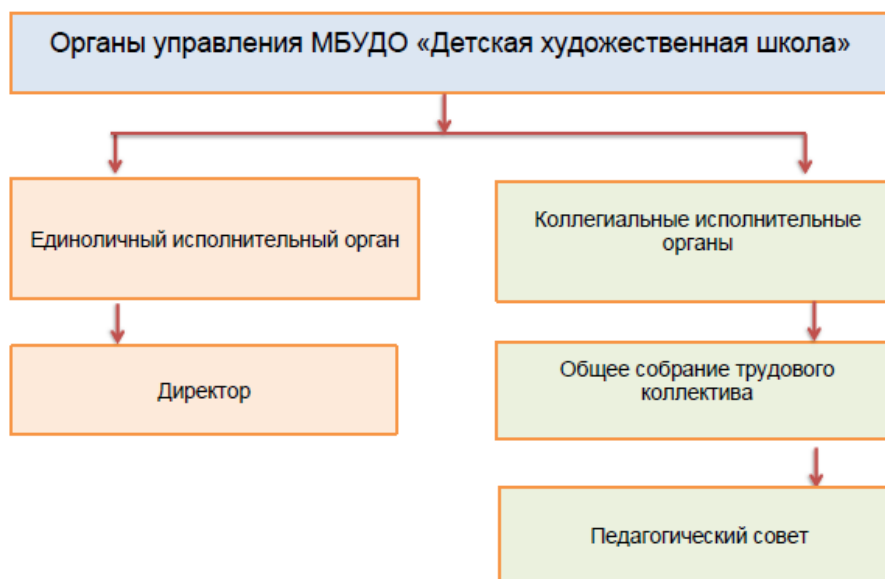 Органы управления МБУДО «Детская художественная школа»
Единоличный исполнительный орган
Коллегиальные исполнительные
органы
Директор
Общее собрание трудового
коллектива
Педагогический совет